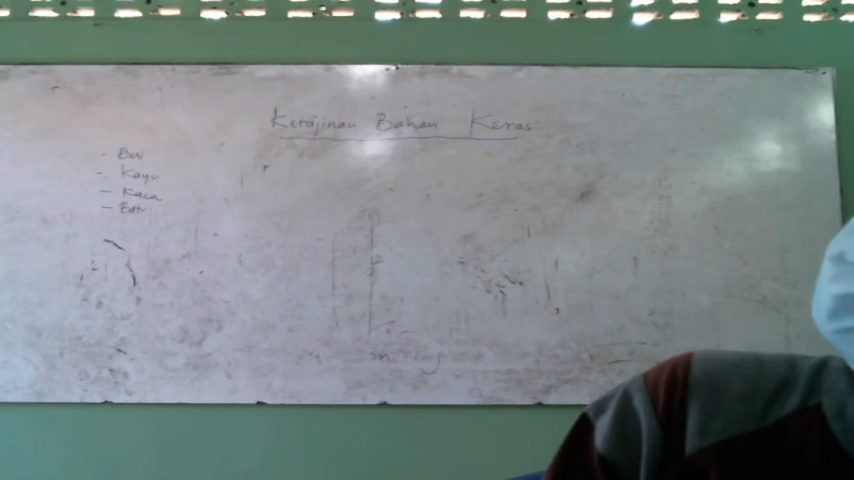 Kerajinan Bahan Keras
- Besi
- Kayu
- Kaca
- Batu